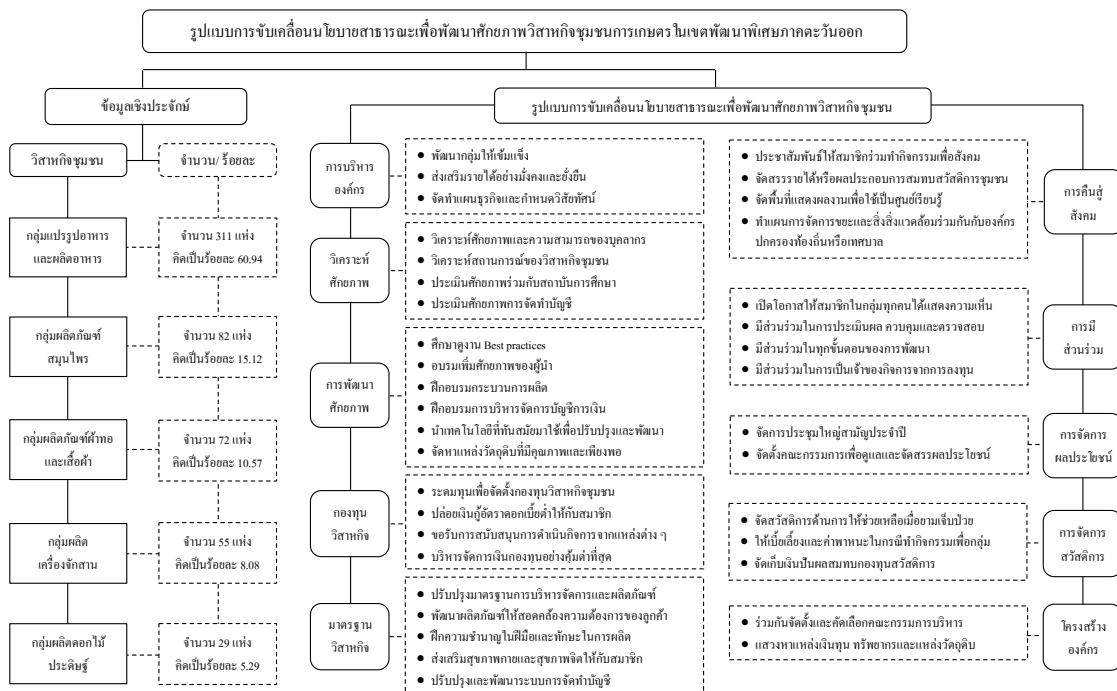 รูปแบบการขับเคลื่อนนโยบายสาธารณะเพื่อพัฒนาศักยภาพวิสาหกิจชุมชนการเกษตรในเขตพัฒนาพิเศษภาคตะวันออก
ข้อมูลเชิงประจักษ์
วิสาหกิจชุมชน
จำนวน/ ร้อยละ
กลุ่มแปรรูปอาหาร
และผลิตอาหาร
จำนวน 311 แห่ง
คิดเป็นร้อยละ 60.94
กลุ่มผลิตภัณฑ์
สมุนไพร
จำนวน 82 แห่ง
คิดเป็นร้อยละ 15.12
กลุ่มผลิตภัณฑ์ผ้าทอ
และเสื้อผ้า
จำนวน 72 แห่ง
คิดเป็นร้อยละ 10.57
กลุ่มผลิต
เครื่องจักสาน
จำนวน 55 แห่ง
คิดเป็นร้อยละ 8.08
กลุ่มผลิตดอกไม้
ประดิษฐ์
จำนวน 29 แห่ง
คิดเป็นร้อยละ 5.29
รูปแบบการขับเคลื่อนนโยบายสาธารณะเพื่อพัฒนาศักยภาพวิสาหกิจชุมชน
การบริหาร
องค์กร
● พัฒนากลุ่มให้เข้มแข็ง
● ส่งเสริมรายได้อย่างมั่งคงและยั่งยืน
● จัดทำแผนธุรกิจและกำหนดวิสัยทัศน์
วิเคราะห์
ศักยภาพ
● วิเคราะห์ศักยภาพและความสามารถของบุคลากร
● วิเคราะห์สถานการณ์ของวิสาหกิจชุมชน
● ประเมินศักยภาพร่วมกับสถาบันการศึกษา
● ประเมินศักยภาพการจัดทำบัญชี
การพัฒนา
ศักยภาพ
● ศึกษาดูงาน Best practices
● อบรมเพิ่มศักยภาพของผู้นำ
● ฝึกอบรมกระบวนการผลิต
● ฝึกอบรมการบริหารจัดการบัญชีการเงิน
● นำเทคโนโลยีที่ทันสมัยมาใช้เพื่อปรับปรุงและพัฒนา
● จัดหาแหล่งวัตถุดิบที่มีคุณภาพและเพียงพอ
กองทุน
วิสาหกิจ
● ระดมทุนเพื่อจัดตั้งกองทุนวิสาหกิจชุมชน
● ปล่อยเงินกู้อัตราดอกเบี้ยต่ำให้กับสมาชิก
● ขอรับการสนับสนุนการดำเนินกิจการจากแหล่งต่าง ๆ
● บริหารจัดการเงินกองทุนอย่างคุ้มค่าที่สุด
มาตรฐาน
วิสาหกิจ
● ปรับปรุงมาตรฐานการบริหารจัดการและผลิตภัณฑ์
● พัฒนาผลิตภัณฑ์ให้สอดคล้องความต้องการของลูกค้า
● ฝึกความชำนาญในฝีมือและทักษะในการผลิต
● ส่งเสริมสุขภาพกายและสุขภาพจิตให้กับสมาชิก
● ปรับปรุงและพัฒนาระบบการจัดทำบัญชี
● ประชาสัมพันธ์ให้สมาชิกร่วมทำกิจกรรมเพื่อสังคม
● จัดสรรรายได้หรือผลประกอบการสมทบสวัสดิการชุมชน
● จัดพื้นที่แสดงผลงานเพื่อใช้เป็นศูนย์เรียนรู้
● ทำแผนการจัดการขยะและสิ่งสิ่งแวดล้อมร่วมกันกับองค์กร
ปกครองท้องถิ่นหรือเทศบาล
การคืนสู่
สังคม
● เปิดโอกาสให้สมาชิกในกลุ่มทุกคนได้แสดงความเห็น
● มีส่วนร่วมในการประเมินผล ควบคุมและตรวจสอบ
● มีส่วนร่วมในทุกขั้นตอนของการพัฒนา
● มีส่วนร่วมในการเป็นเจ้าของกิจการจากการลงทุน
การมี
ส่วนร่วม
● จัดการประชุมใหญ่สามัญประจำปี
● จัดตั้งคณะกรรมการเพื่อดูแลและจัดสรรผลประโยชน์
การจัดการ
ผลประโยชน์
● จัดสวัสดิการด้านการให้ช่วยเหลือเมื่อยามเจ็บป่วย
● ให้เบี้ยเลี้ยงและค่าพาหนะในกรณีทำกิจกรรมเพื่อกลุ่ม
● จัดเก็บเงินปันผลสมทบกองทุนสวัสดิการ
การจัดการ
สวัสดิการ
● ร่วมกันจัดตั้งและคัดเลือกคณะกรรมการบริหาร
● แสวงหาแหล่งเงินทุน ทรัพยากรและแหล่งวัตถุดิบ
โครงสร้าง
องค์กร